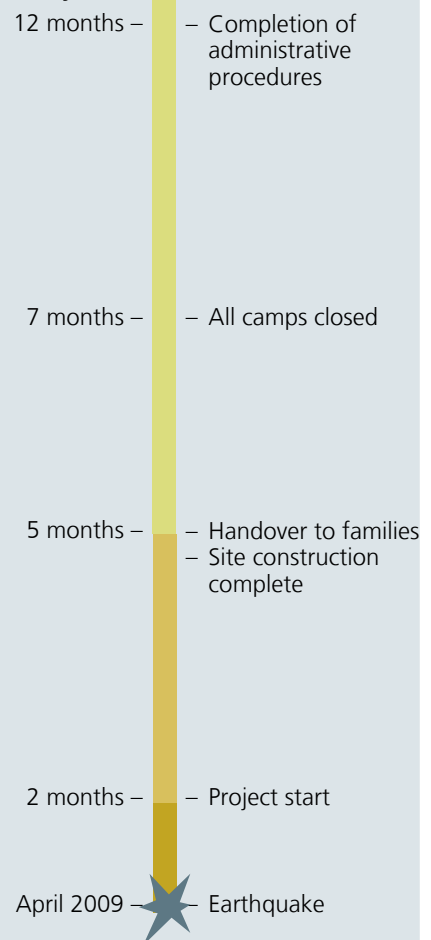 12 months – – Completion of
administrative
procedures
7 months – – All camps closed
5 months – – Handover to families
– Site construction
complete
2 months – – Project start
April 2009 – – Earthquake